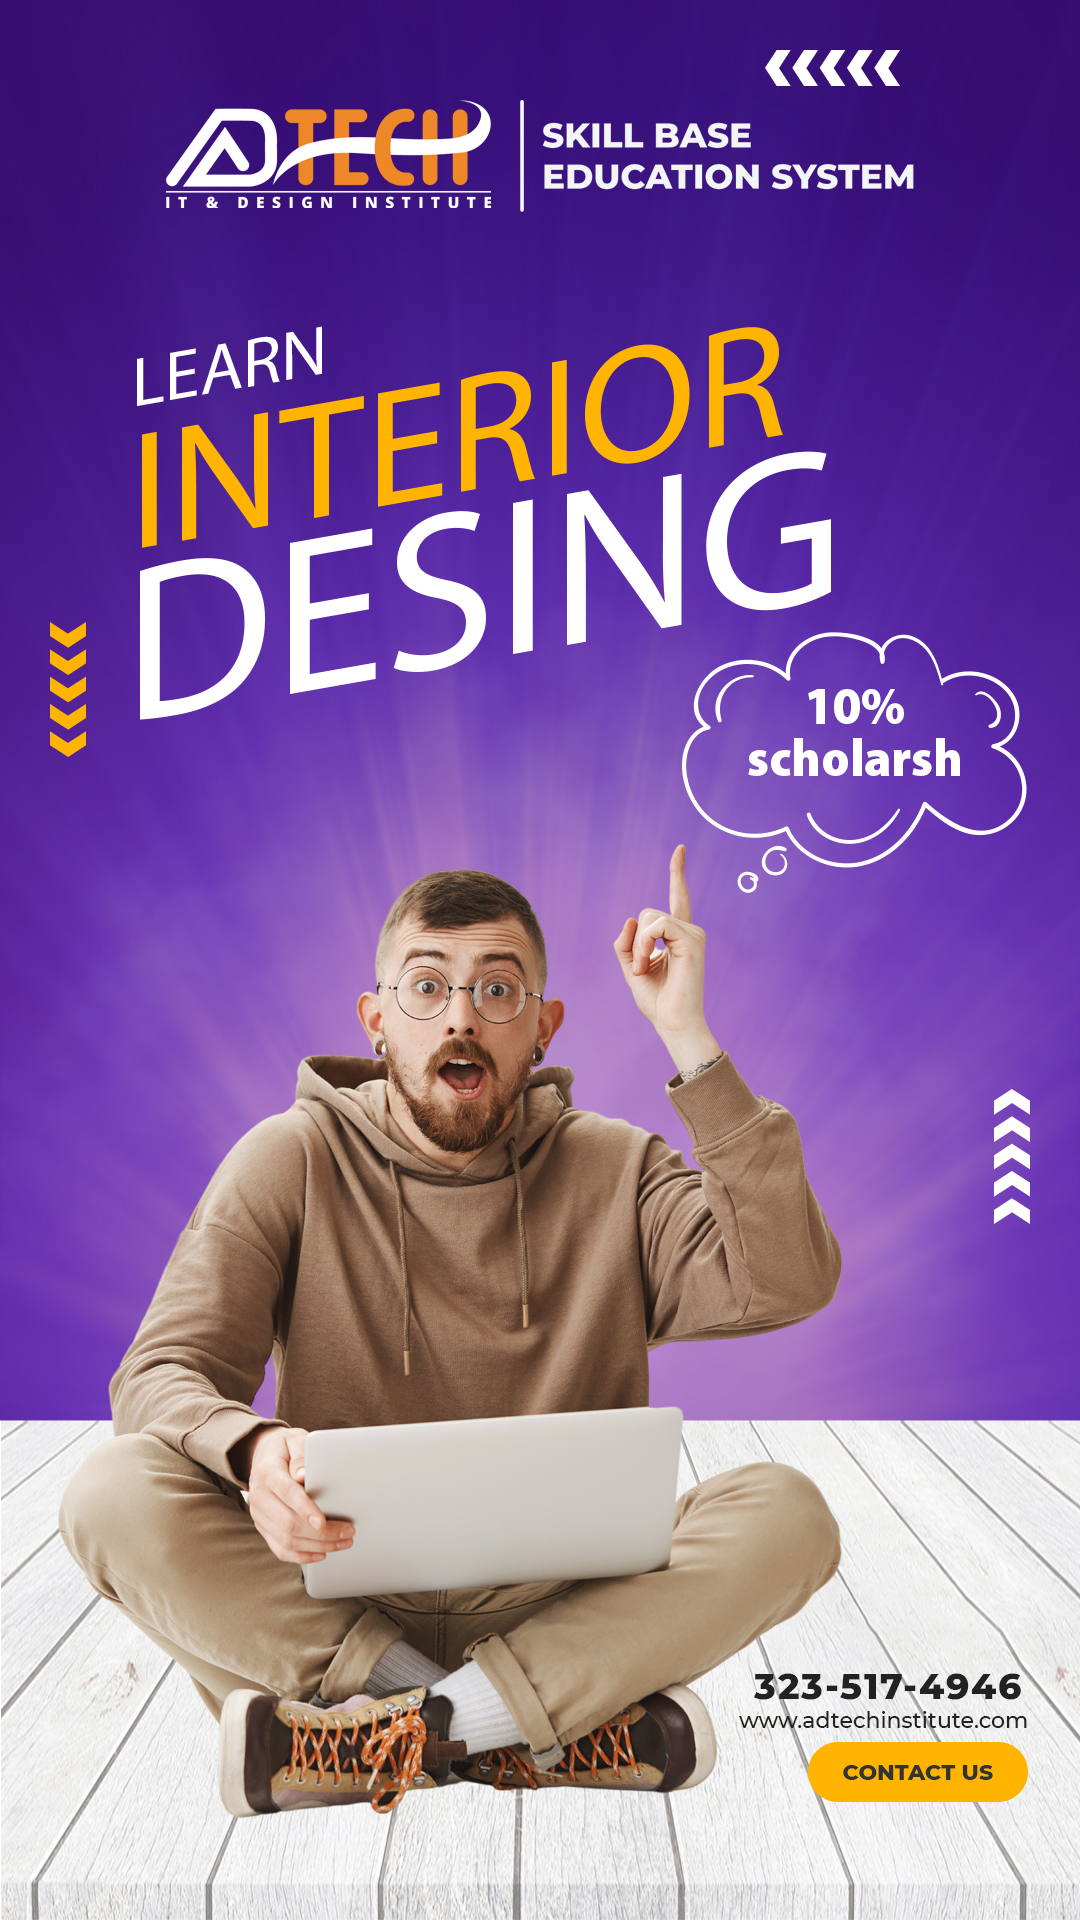 ADTECH
IT & DESIGN INSTITUTE
SKILL BASE
EDUCATION SYSTEM
LEARN
INTERIOR
DESING
10%
scholarsh
323-517-4946
www.adtechinstitute.com
CONTACT US